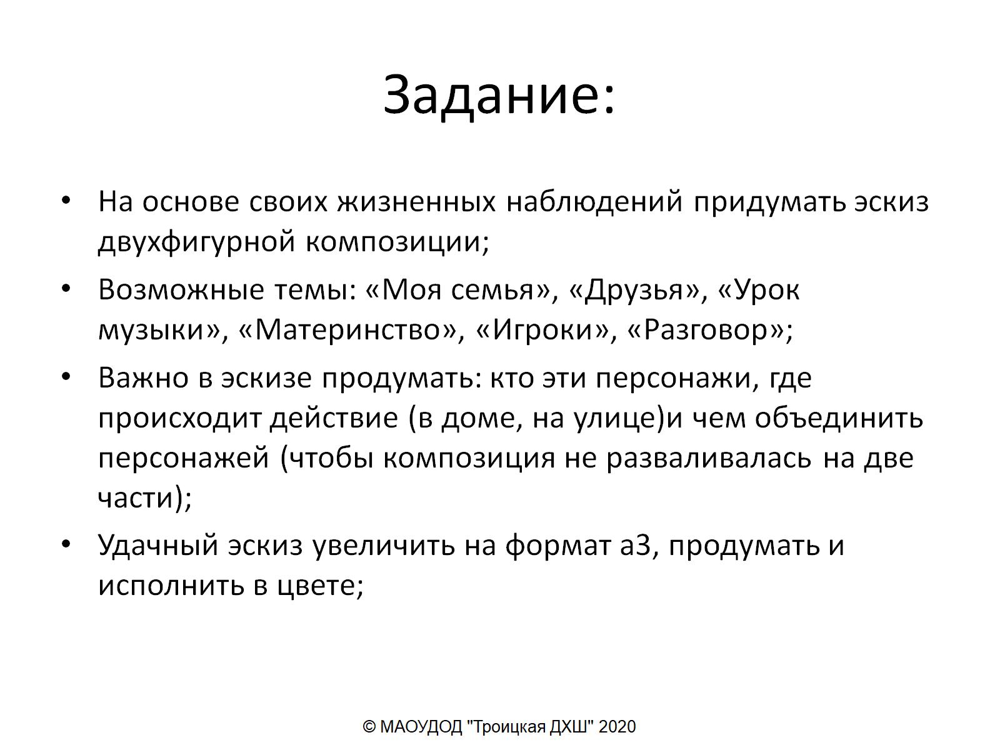 Задание:
• На основе своих жизненных наблюдений придумать эскиз
двухфигурной композиции;
• Возможные темы: «Моя семья», «Друзья», «Урок
музыки», «Материнство», «Игроки», «Разговор»;
• Важно в эскизе продумать: кто эти персонажи, где
происходит действие (в доме, на улице)и чем объединить
персонажей (чтобы композиция не разваливалась на две
части);
• Удачный эскиз увеличить на формат а3, продумать и
исполнить в цвете;
© МАОУДОД "Троицкая ДХШ" 2020